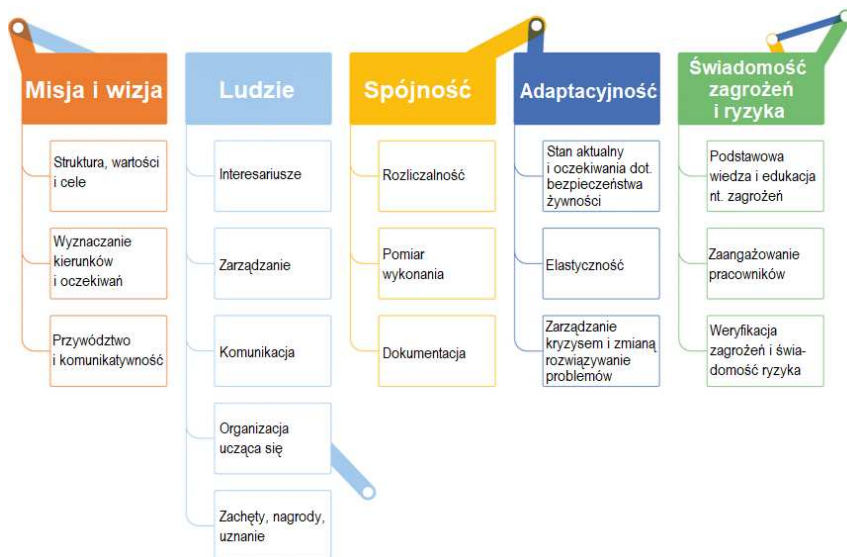 Misja i wizja
Struktura, wartości
i cele
Wyznaczanie
kierunków
i oczekiwań
Przywództwo
i komunikatywność
Ludzie
Interesariusze
Zarządzanie
Komunikacja
Organizacja
ucząca się
Zachęty, nagrody,
uznanie
Spójność
Rozliczalność
Pomiar
wykonania
Dokumentacja
Adaptacyjność
Stan aktualny
i oczekiwania dot.
bezpieczeństwa
żywności
Elastyczność
Zarządzanie
kryzysem i zmianą
rozwiązywanie
problemów
Świadomość
zagrożeń
i ryzyka
Podstawowa
wiedza i edukacja
nt. zagrożeń
Zaangażowanie
pracowników
Weryfikacja
zagrożeń i świa-
domość ryzyka